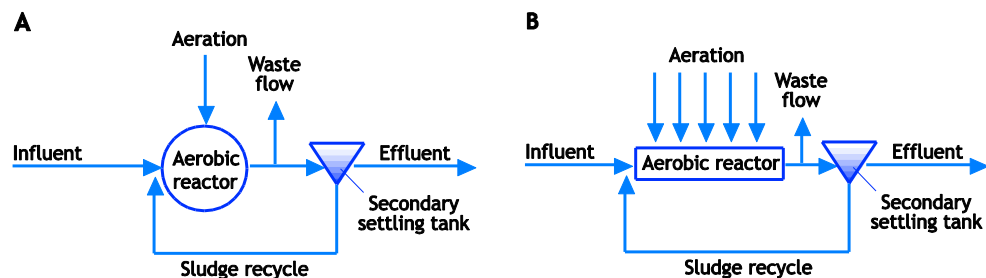 A
Aeration
Waste
flow
Influent
Aerobic
reactor
Effluent
Secondary
settling tank
Sludge recycle
B
Aeration
Waste
flow
Influent
Aerobic reactor
Effluent
Secondary
settling tank
Sludge recycle